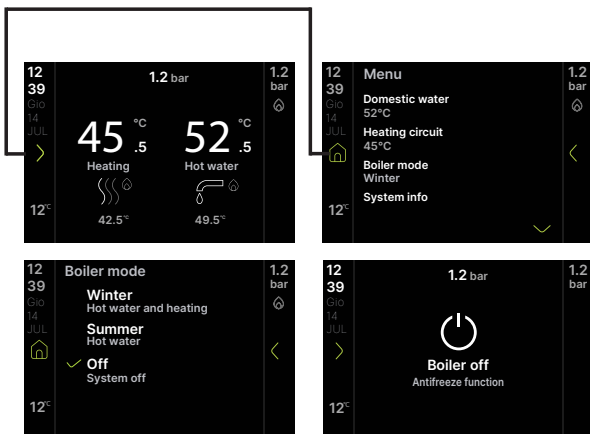 12
39
Gio
14
JUL
12°C
1.2 bar
45 .5 °C
Heating
42.5°C
52 .5 °C
Hot water
49.5°C
1.2
bar
12
39
Gio
14
JUL
12°C
Menu
Domestic water
52°C
Heating circuit
45°C
Boiler mode
Winter
System info
1.2
bar
12
39
Gio
14
JUL
12°C
Boiler mode
Winter
Hot water and heating
Summer
Hot water
Off
System off
1.2
bar
12
39
Gio
14
JUL
12°C
1.2 bar
Boiler off
Antifreeze function
1.2
bar